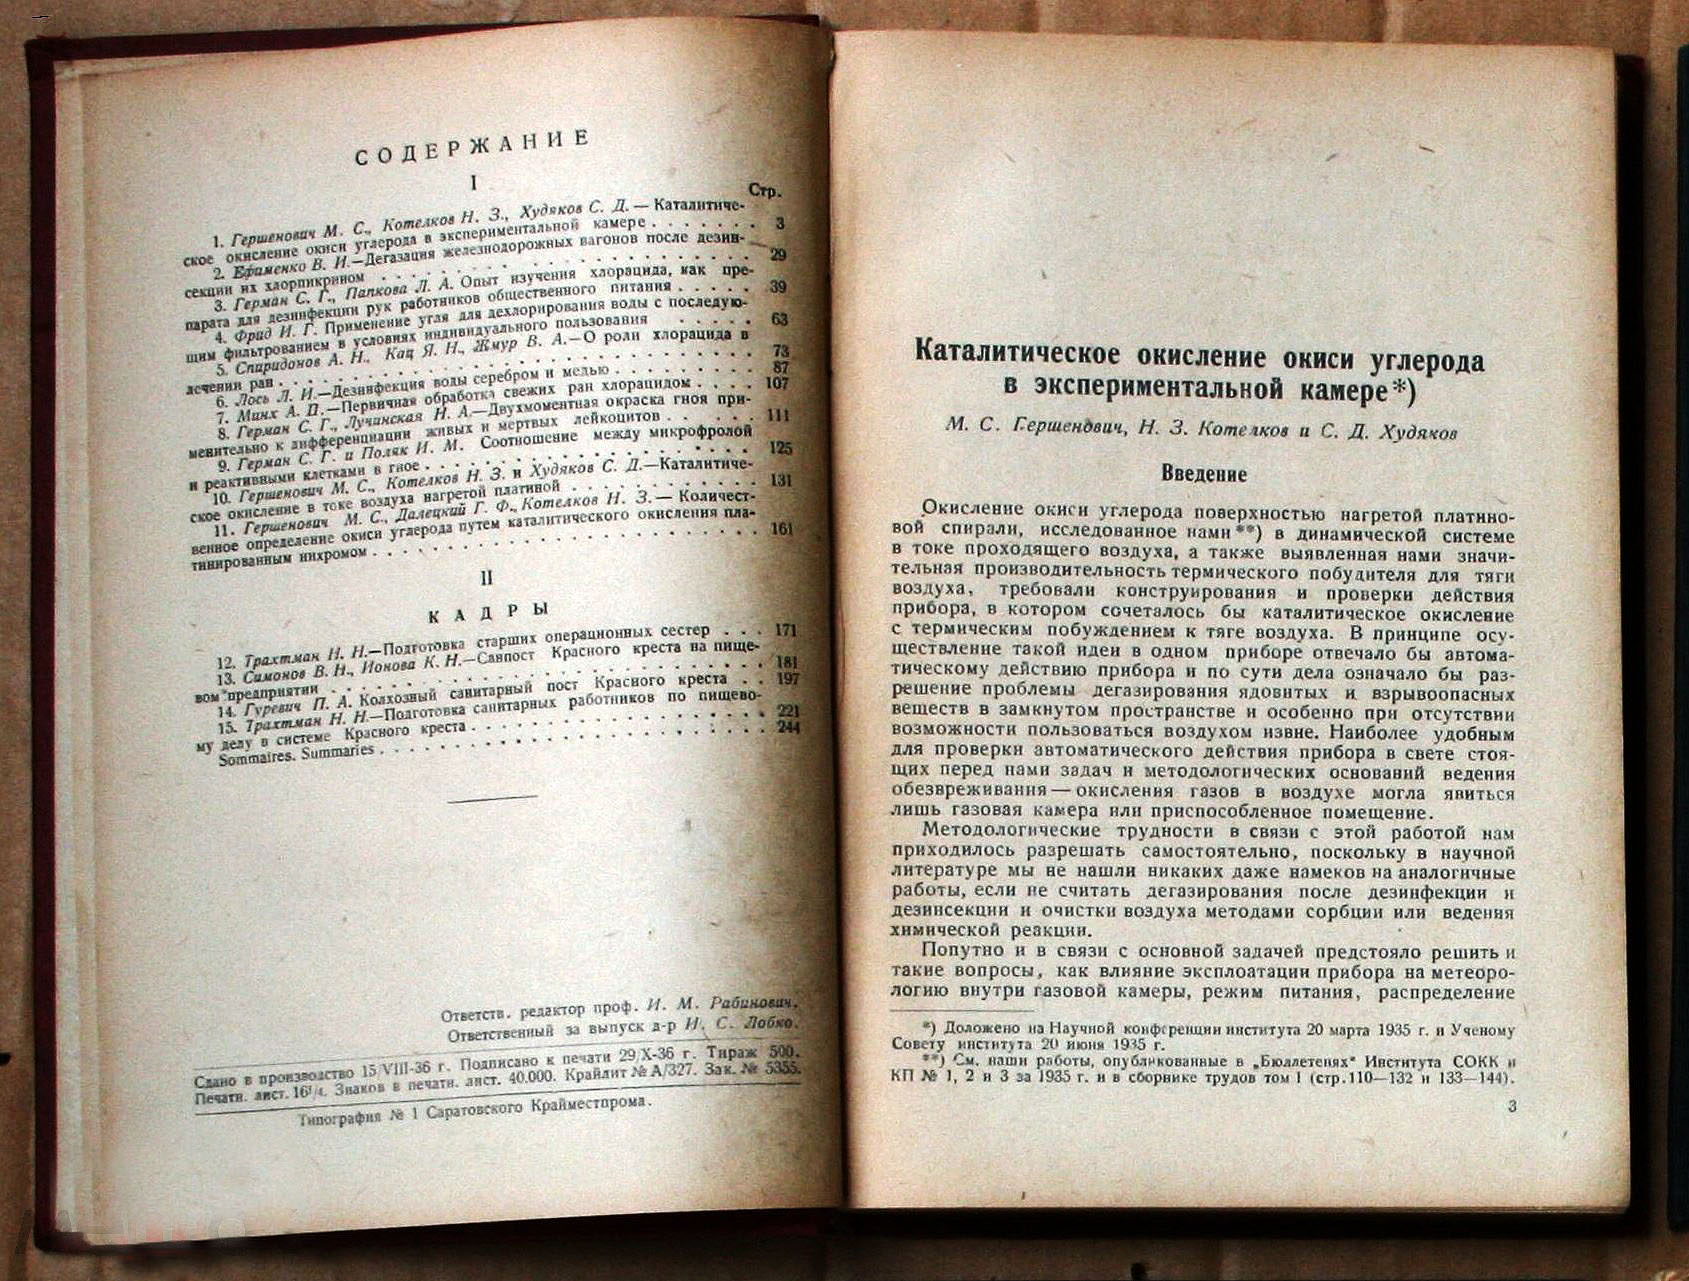 СОДЕРЖАНИЕ
I
Стр.
1. Гершенович М. С., Котелков Н. З., Худяков С. Д. — Каталитиче-
ское окисление окиси углерода в экспериментальной камере . . . . . . . 3
2. Ефименко В. И.—Дегазация железнодорожных вагонов после дезин-
секции их хлорпикрином . . . . . . . . . . . . . . . . . . . . 29
3. Герман С. Г., Папкова Л. А. Опыт изучения хлорацида, как пре-
парата для дезинфекции рук работников общественного питания . . . . . 39
4. Фрид И. Г. Применение угля для дехлорирования воды с последую-
щим фильтрованием в условиях индивидуального пользования . . . . . 63
5. Спиридонов А. Н., Кац Я. Н., Жмур В. А.—О роли хлорацида в
лечении ран . . . . . . . . . . . . . . . . . . . . 73
6. Лось Л. И.—Дезинфекция воды серебром и медью . . . . . . . . . 87
7. Минх А. П.—Первичная обработка свежих ран хлорацидом . . . . 107
8. Герман С. Г., Лучинская Н. А.—Двухмоментная окраска гноя при-
менительно к дифференциации живых и мертвых лейкоцитов . . . . . . 111
9. Герман С. Г. и Поляк И. М. Соотношение между микрофролой
и реактивными клетками в гное . . . . . . . . . . . . . . . . 125
10. Гершенович М. С., Котелков Н. З. и Худяков С. Д.—Каталитиче-
ское окисление в токе воздуха нагретой платиной . . . . . . . . . . 131
11. Гершенович М. С., Далецкий Г. Ф., Котелков Н. З. — Количест-
венное определение окиси углерода путем каталитического окисления пла-
тинированным нихромом . . . . . . . . . . . . . . . . . . . . 161
II
КАДРЫ
12. Трахтман Н. Н.—Подготовка старших операционных сестер . . . 171
13. Симонов В. Н., Ионова К. Н.—Санпост Красного креста на пище-
вом предприятии . . . . . . . . . . . . . . . . . . . . 181
14. Гуревич П. А. Колхозный санитарный пост Красного креста . . 197
15. Трахтман Н. Н.—Подготовка санитарных работников по пищево-
му делу в системе Красного креста . . . . . . . . . . . . . . . 221
Sommaires. Summaries . . . . . . . . . . . . . . . . . . . . 244
Ответств. редактор проф. И. М. Рабинович.
Ответственный за выпуск д-р И. С. Лобко.
Сдано в производство 15/VIII-36 г. Подписано к печати 29/X-36 г. Тираж 500.
Печатн. лист. 16¹/₄. Знаков в печатн. лист. 40.000. Крайлит № А/327. Зак. № 5355.
Типография № 1 Саратовского Крайместпрома.
Каталитическое окисление окиси углерода
в экспериментальной камере*)
М. С. Гершенович, Н. З. Котелков и С. Д. Худяков
Введение
Окисление окиси углерода поверхностью нагретой платино-
вой спирали, исследованное нами**) в динамической системе
в токе проходящего воздуха, а также выявленная нами значи-
тельная производительность термического побудителя для тяги
воздуха, требовали конструирования и проверки действия
прибора, в котором сочеталось бы каталитическое окисление
с термическим побуждением к тяге воздуха. В принципе осу-
ществление такой идеи в одном приборе отвечало бы автома-
тическому действию прибора и по сути дела означало бы раз-
решение проблемы дегазирования ядовитых и взрывоопасных
веществ в замкнутом пространстве и особенно при отсутствии
возможности пользоваться воздухом извне. Наиболее удобным
для проверки автоматического действия прибора в свете стоя-
щих перед нами задач и методологических оснований ведения
обезвреживания — окисления газов в воздухе могла явиться
лишь газовая камера или приспособленное помещение.
Методологические трудности в связи с этой работой нам
приходилось разрешать самостоятельно, поскольку в научной
литературе мы не нашли никаких даже намеков на аналогичные
работы, если не считать дегазирования после дезинфекции и
дезинсекции и очистки воздуха методами сорбции или ведения
химической реакции.
Попутно и в связи с основной задачей предстояло решить и
такие вопросы, как влияние эксплоатации прибора на метеоро-
логию внутри газовой камеры, режим питания, распределение
*) Доложено на Научной конференции института 20 марта 1935 г. и Ученому
Совету института 20 июня 1935 г.
**) См. наши работы, опубликованные в „Бюллетенях" Института СОКК и
КП № 1, 2 и 3 за 1935 г. и в сборнике трудов том I (стр. 110—132 и 133—144).
3